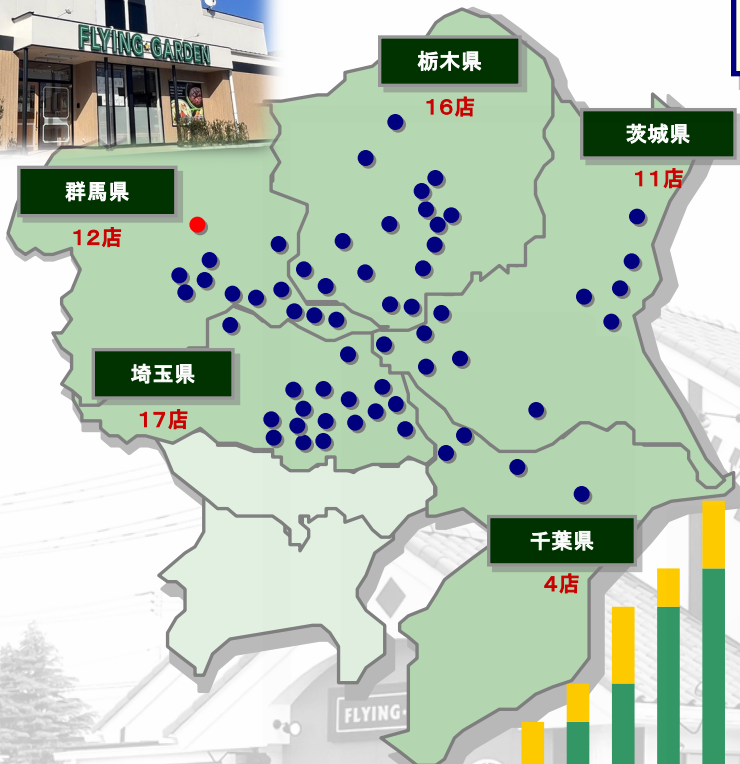 FLYING GARDEN
栃木県
16店
茨城県
11店
群馬県
12店
埼玉県
17店
千葉県
4店
FLYING